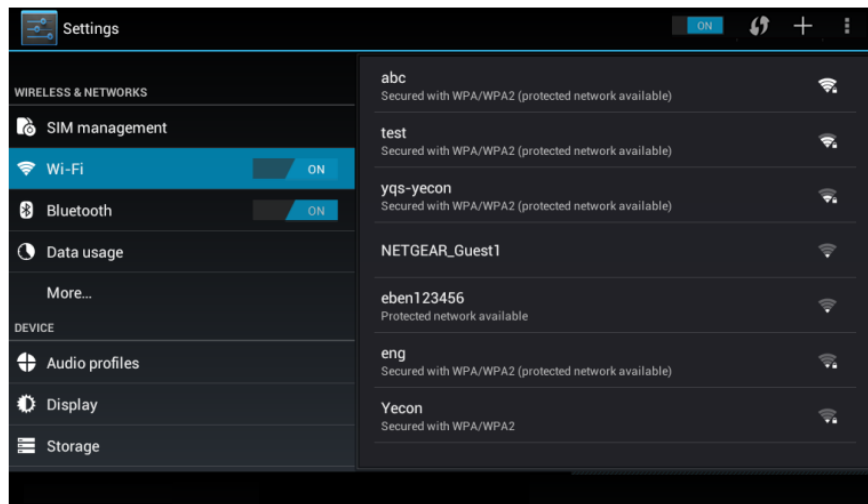 Settings
ON
WIRELESS & NETWORKS
SIM management
Wi-Fi
ON
Bluetooth
ON
Data usage
More...
DEVICE
Audio profiles
Display
Storage
abc
Secured with WPA/WPA2 (protected network available)
test
Secured with WPA/WPA2 (protected network available)
yqs-yecon
Secured with WPA/WPA2 (protected network available)
NETGEAR_Guest1
eben123456
Protected network available
eng
Secured with WPA/WPA2 (protected network available)
Yecon
Secured with WPA/WPA2